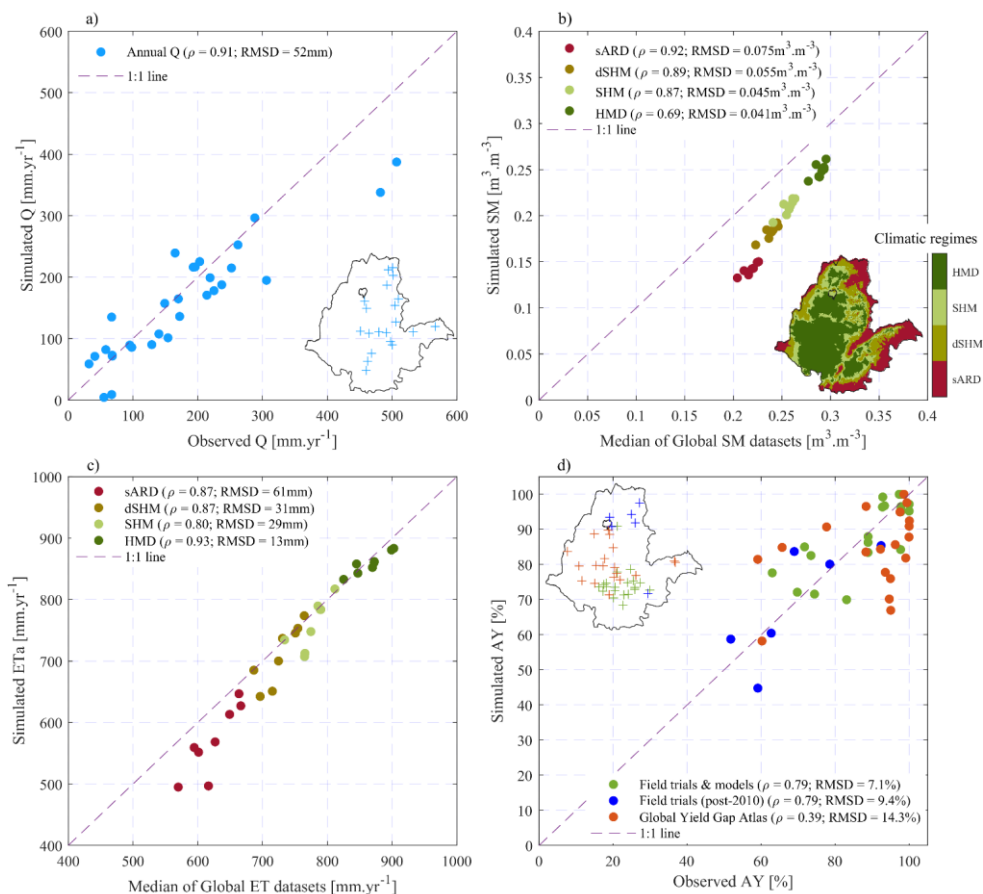 a)
Annual Q (ρ = 0.91; RMSD = 52mm)
1:1 line
Simulated Q [mm.yr⁻¹]
600
500
400
300
200
100
0
0 100 200 300 400 500 600
Observed Q [mm.yr⁻¹]
b)
sARD (ρ = 0.92; RMSD = 0.075m³.m⁻³)
dSHM (ρ = 0.89; RMSD = 0.055m³.m⁻³)
SHM (ρ = 0.87; RMSD = 0.045m³.m⁻³)
HMD (ρ = 0.69; RMSD = 0.041m³.m⁻³)
1:1 line
Simulated SM [m³.m⁻³]
0.4
0.35
0.3
0.25
0.2
0.15
0.1
0.05
0
0 0.05 0.1 0.15 0.2 0.25 0.3 0.35 0.4
Median of Global SM datasets [m³.m⁻³]
Climatic regimes
HMD
SHM
dSHM
sARD
c)
sARD (ρ = 0.87; RMSD = 61mm)
dSHM (ρ = 0.87; RMSD = 31mm)
SHM (ρ = 0.80; RMSD = 29mm)
HMD (ρ = 0.93; RMSD = 13mm)
1:1 line
Simulated ETa [mm.yr⁻¹]
1000
900
800
700
600
500
400
400 500 600 700 800 900 1000
Median of Global ET datasets [mm.yr⁻¹]
d)
Simulated AY [%]
100
90
80
70
60
50
40
30
20
10
0
Field trials & models (ρ = 0.79; RMSD = 7.1%)
Field trials (post-2010) (ρ = 0.79; RMSD = 9.4%)
Global Yield Gap Atlas (ρ = 0.39; RMSD = 14.3%)
1:1 line
0 20 40 60 80 100
Observed AY [%]